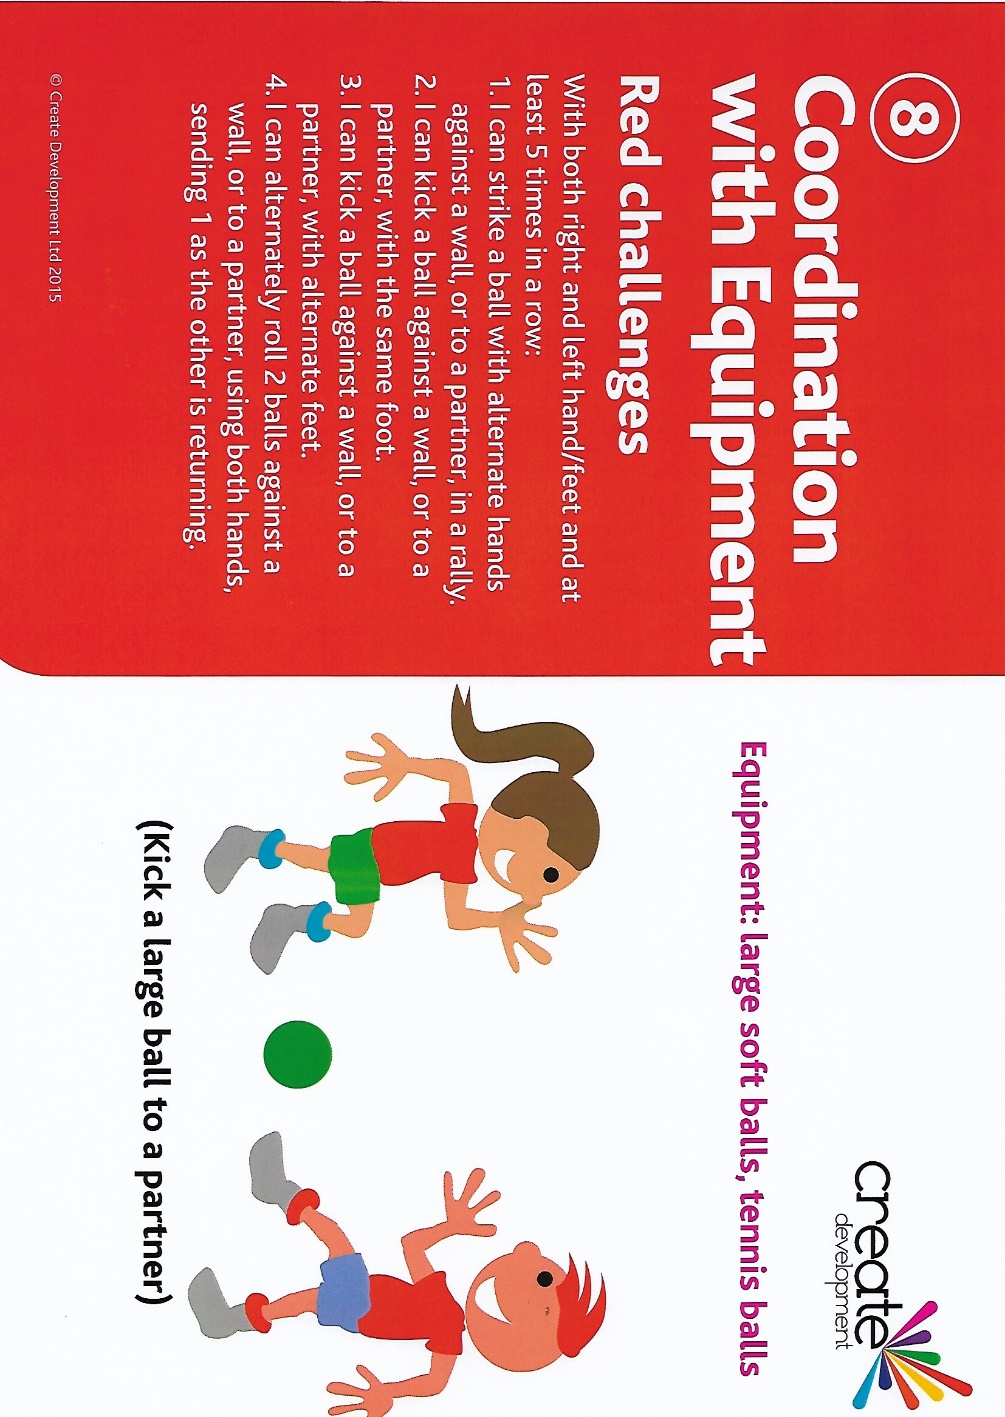 8
Coordination
with Equipment
Red challenges
With both right and left hand/feet and at
least 5 times in a row:
1. I can strike a ball with alternate hands
against a wall, or to a partner, in a rally.
2. I can kick a ball against a wall, or to a
partner, with the same foot.
3. I can kick a ball against a wall, or to a
partner, with alternate feet.
4. I can alternately roll 2 balls against a
wall, or to a partner, using both hands,
sending 1 as the other is returning.
© Create Development Ltd 2015
create
development
Equipment: large soft balls, tennis balls
(Kick a large ball to a partner)